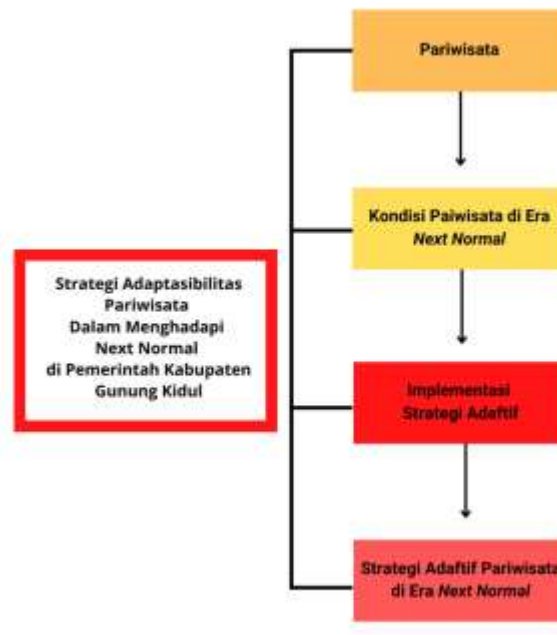 Pariwisata
Kondisi Paiwisata di Era
Next Normal
Strategi Adaptasibilitas
Pariwisata
Dalam Menghadapi
Next Normal
di Pemerintah Kabupaten
Gunung Kidul
Implementasi
Strategi Adaftif
Strategi Adaftif Pariwisata
di Era Next Normal